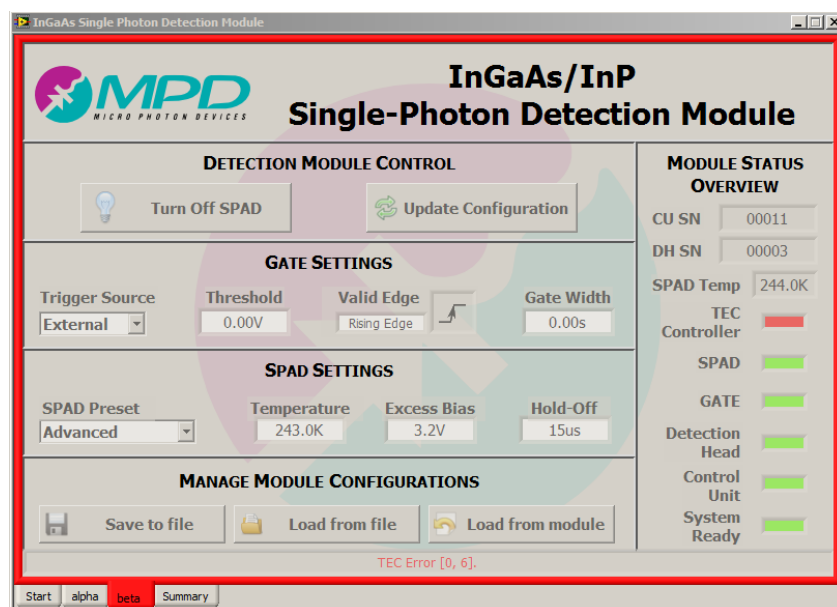 InGaAs Single Photon Detection Module
MPD
MICRO PHOTON DEVICES
InGaAs/InP
Single-Photon Detection Module
DETECTION MODULE CONTROL
Turn Off SPAD
Update Configuration
GATE SETTINGS
Trigger Source Threshold Valid Edge Gate Width
External 0.00V Rising Edge 0.00s
SPAD SETTINGS
SPAD Preset Temperature Excess Bias Hold-Off
Advanced 243.0K 3.2V 15us
MANAGE MODULE CONFIGURATIONS
Save to file Load from file Load from module
MODULE STATUS
OVERVIEW
CU SN 00011
DH SN 00003
SPAD Temp 244.0K
TEC
Controller
SPAD
GATE
Detection
Head
Control
Unit
System
Ready
TEC Error [0, 6].
Start alpha beta Summary